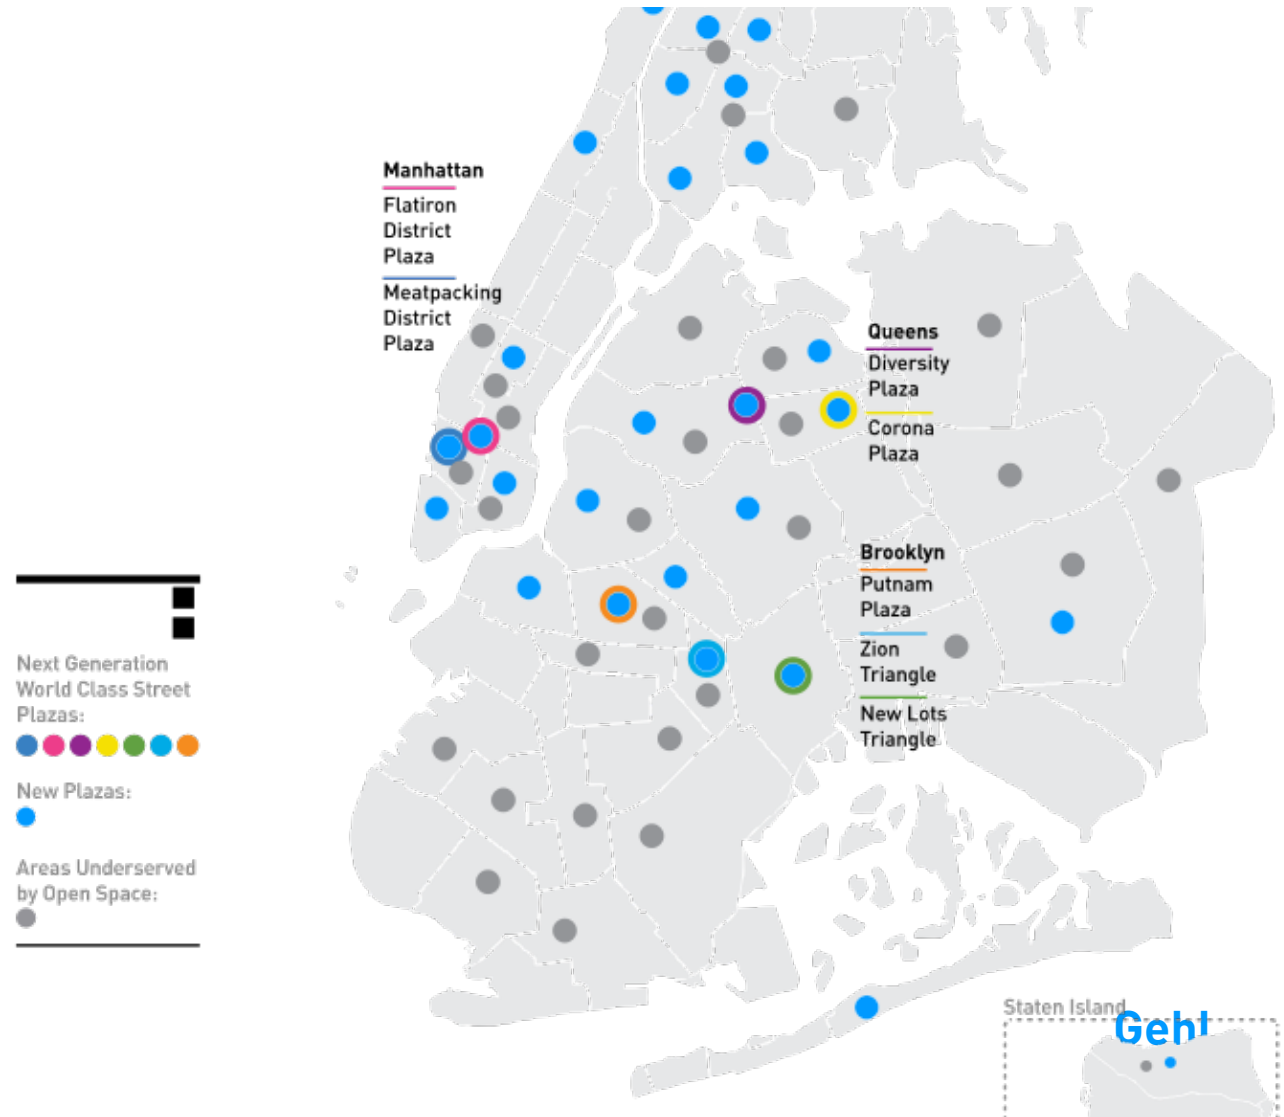 Manhattan
Flatiron
District
Plaza
Meatpacking
District
Plaza
Queens
Diversity
Plaza
Corona
Plaza
Brooklyn
Putnam
Plaza
Zion
Triangle
New Lots
Triangle
Next Generation
World Class Street
Plazas:
New Plazas:
Areas Underserved
by Open Space:
Staten Island
Gehl